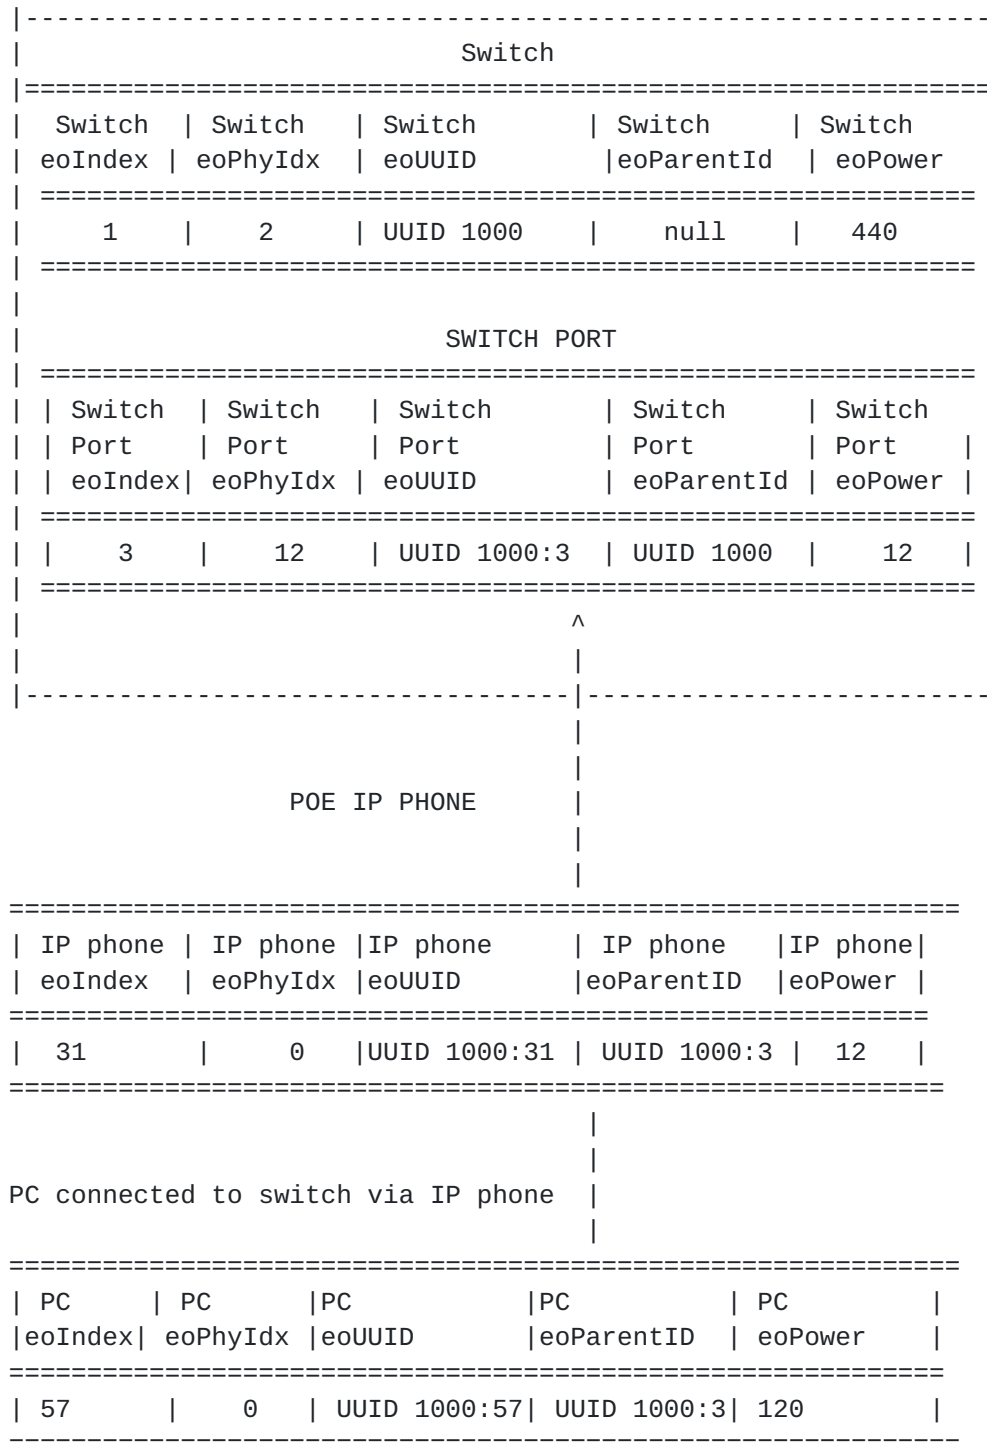 |--------------------------------------------------------------
|                            Switch
|==============================================================
|  Switch  | Switch   | Switch       | Switch     | Switch
| eoIndex | eoPhyIdx  | eoUUID        |eoParentId  | eoPower
| ============================================================
|     1    |    2     | UUID 1000    |    null    |   440
| ============================================================
|
|                           SWITCH PORT
| ============================================================
| | Switch  | Switch   | Switch       | Switch     | Switch
| | Port    | Port     | Port         | Port       | Port    |
| | eoIndex| eoPhyIdx | eoUUID        | eoParentId | eoPower |
| ============================================================
| |    3    |    12    | UUID 1000:3  | UUID 1000  |    12   |
| ============================================================
|                                   ^
|                                   |
|-----------------------------------|--------------------------
                                    |
                                    |
                  POE IP PHONE      |
                                    |
                                    |
=============================================================
| IP phone | IP phone |IP phone     | IP phone   |IP phone|
| eoIndex  | eoPhyIdx |eoUUID       |eoParentID  |eoPower |
===========================================================
|  31       |     0   |UUID 1000:31 | UUID 1000:3 |  12   |
============================================================
                                     |
                                     |
PC connected to switch via IP phone  |
                                     |
=============================================================
| PC     | PC      |PC           |PC          | PC         |
|eoIndex| eoPhyIdx |eoUUID       |eoParentID  | eoPower    |
============================================================
| 57      |    0   | UUID 1000:57| UUID 1000:3| 120        |
=============================================================